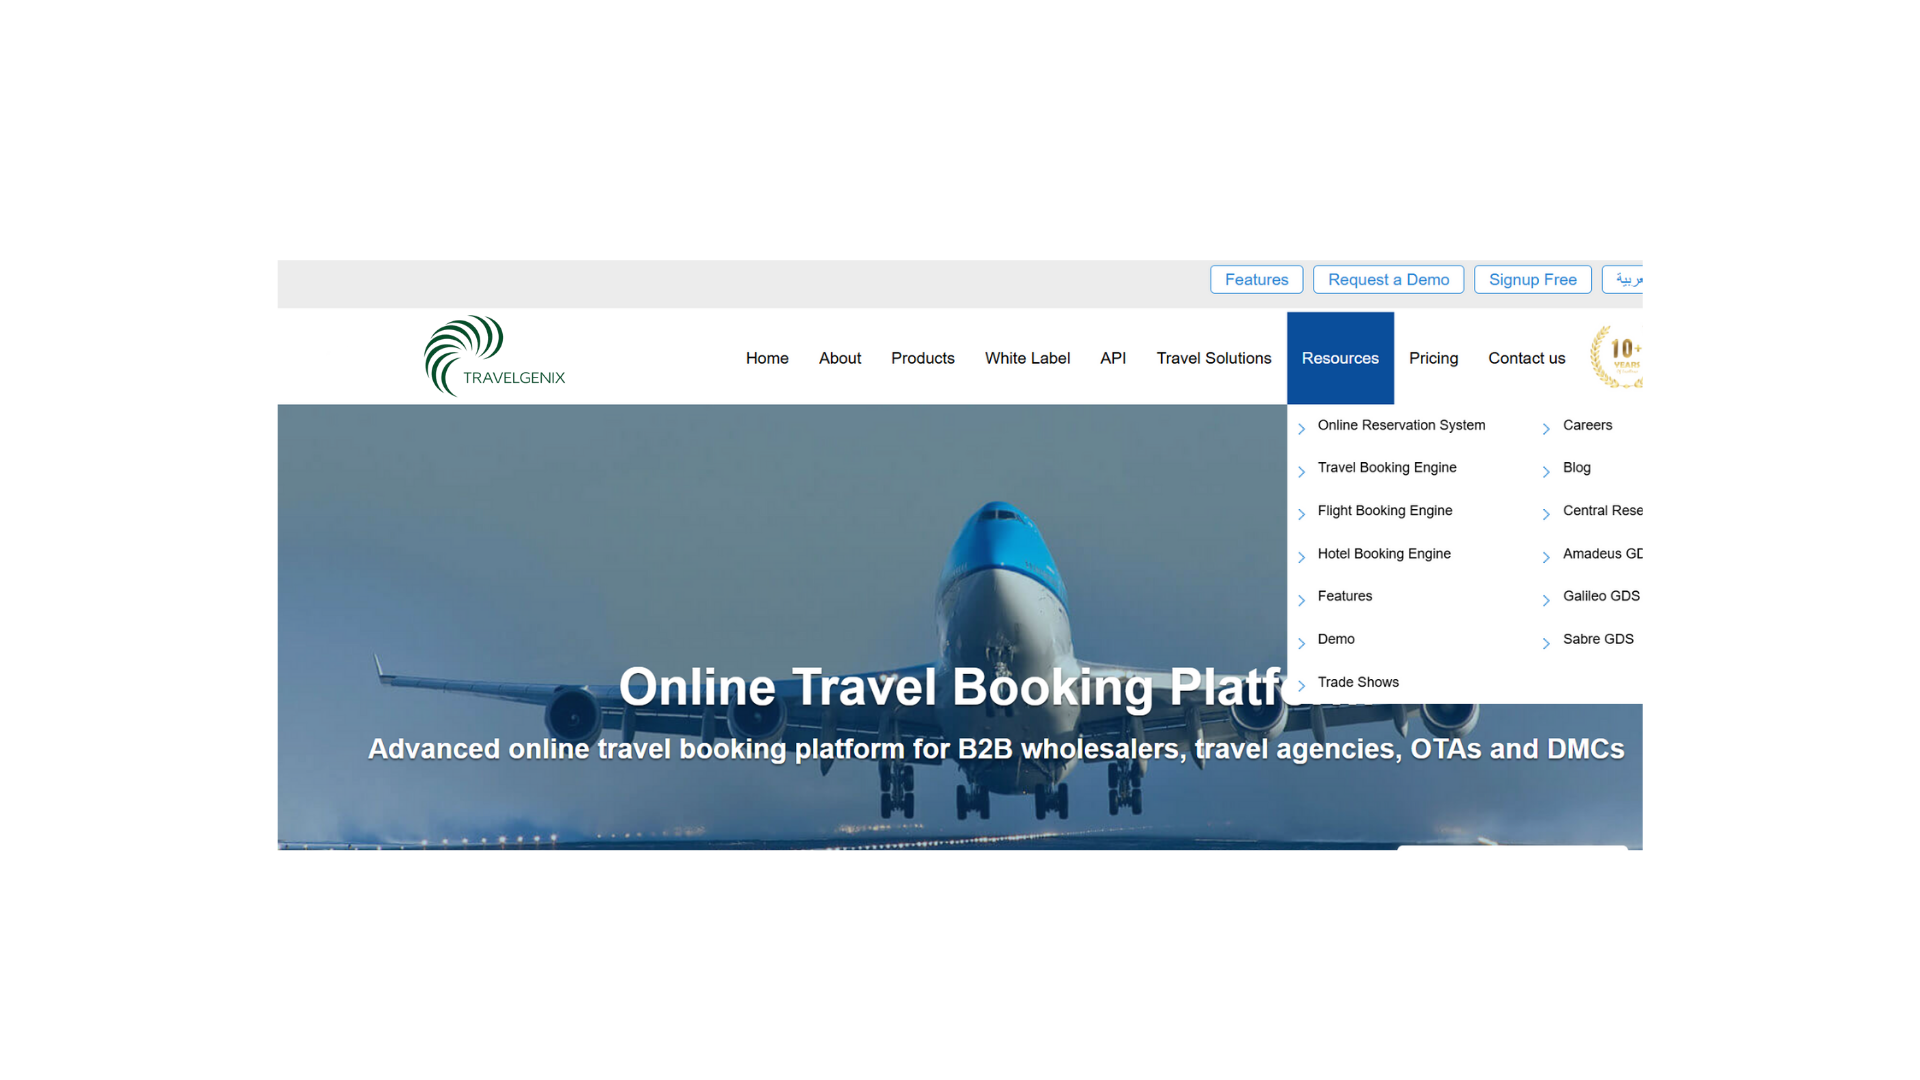 Features Request a Demo Signup Free
TRAVELGENIX
Home About Products White Label API Travel Solutions Resources Pricing Contact us
10+
YEARS
Online Reservation System
Travel Booking Engine
Flight Booking Engine
Hotel Booking Engine
Features
Demo
Trade Shows
Careers
Blog
Central Rese
Amadeus GD
Galileo GDS
Sabre GDS
Online Travel Booking Platf
Advanced online travel booking platform for B2B wholesalers, travel agencies, OTAs and DMCs